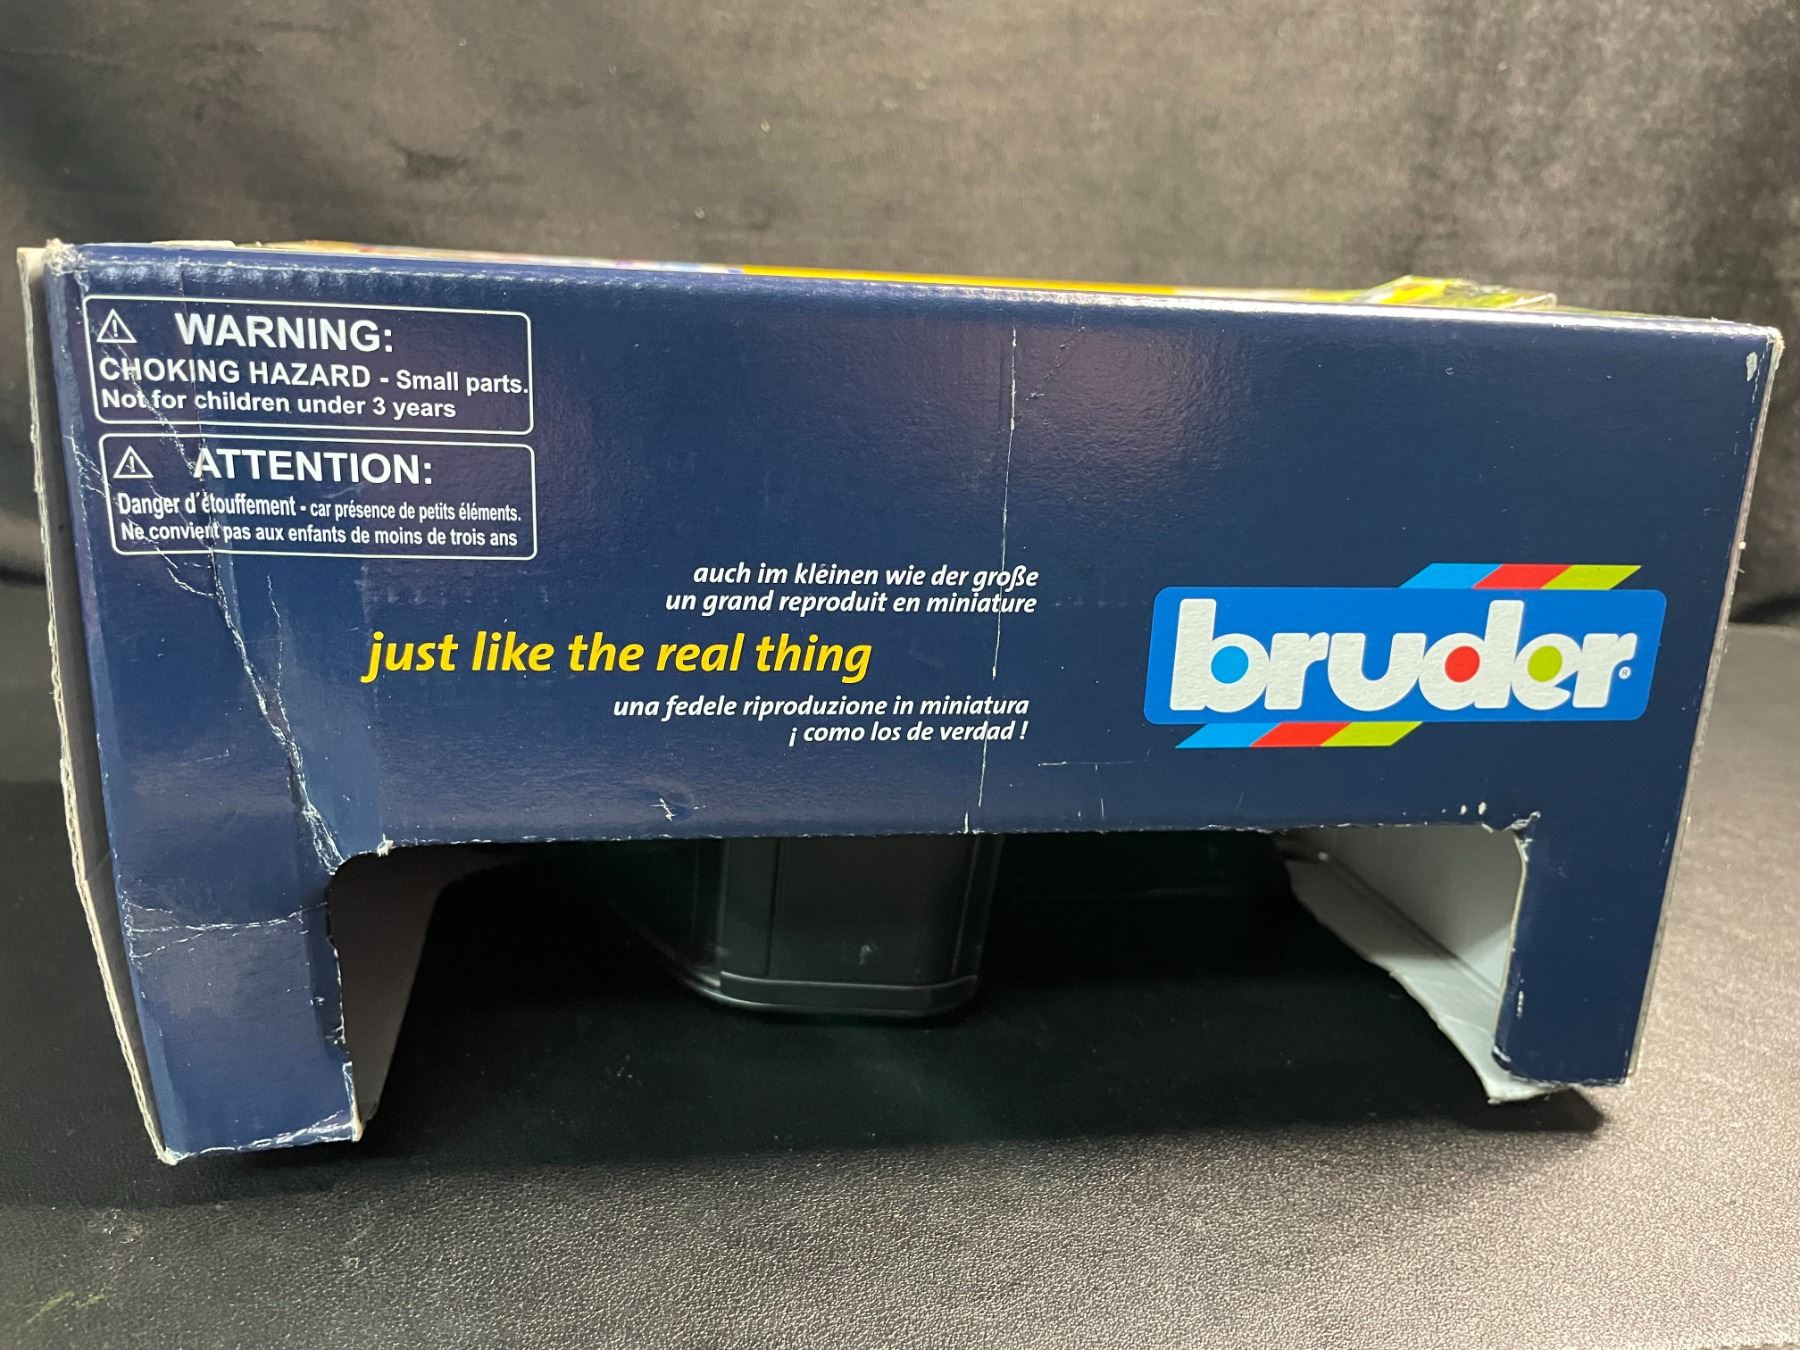 WARNING:
CHOKING HAZARD - Small parts.
Not for children under 3 years
ATTENTION:
Danger d'étouffement - car présence de petits éléments.
Ne convient pas aux enfants de moins de trois ans
auch im kleinen wie der große
un grand reproduit en miniature
just like the real thing
una fedele riproduzione in miniatura
¡ como los de verdad !
bruder®